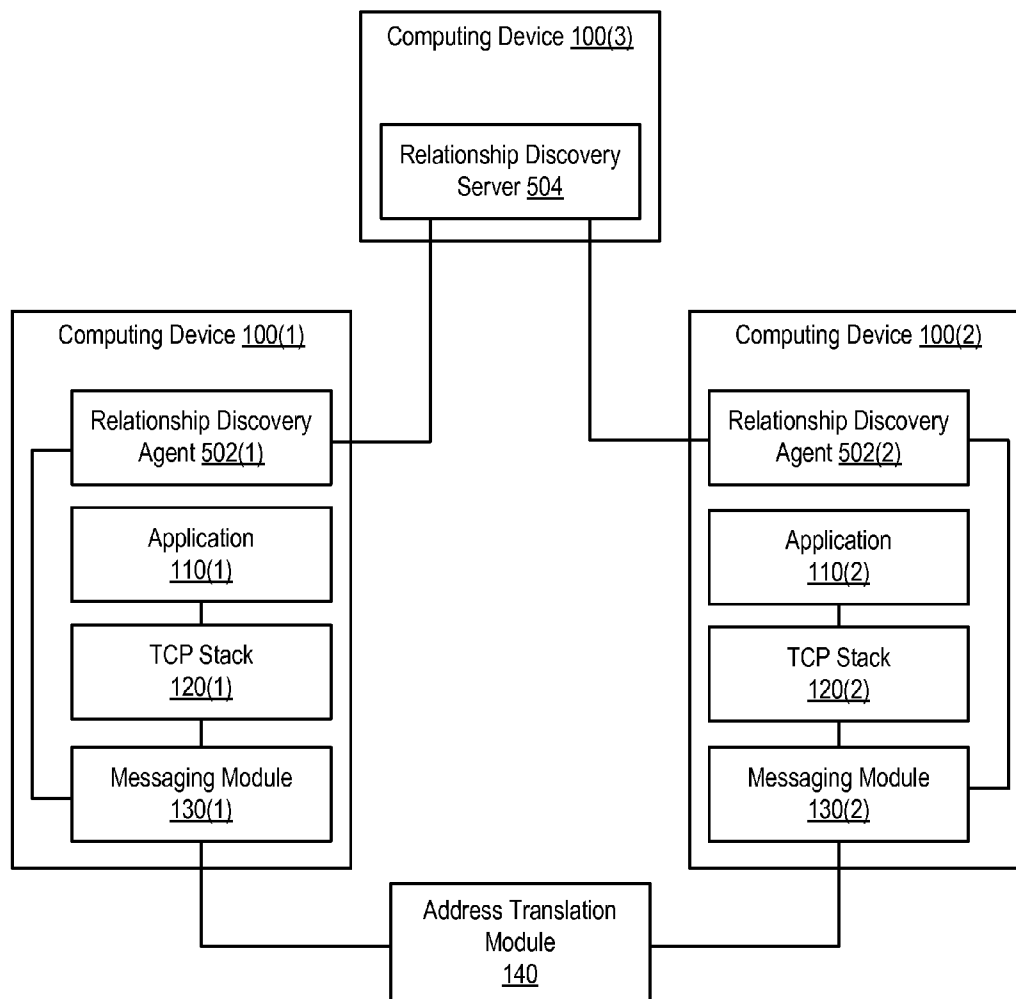 Computing Device 100(3)
Relationship Discovery
Server 504
Computing Device 100(1)
Relationship Discovery
Agent 502(1)
Application
110(1)
TCP Stack
120(1)
Messaging Module
130(1)
Computing Device 100(2)
Relationship Discovery
Agent 502(2)
Application
110(2)
TCP Stack
120(2)
Messaging Module
130(2)
Address Translation
Module
140